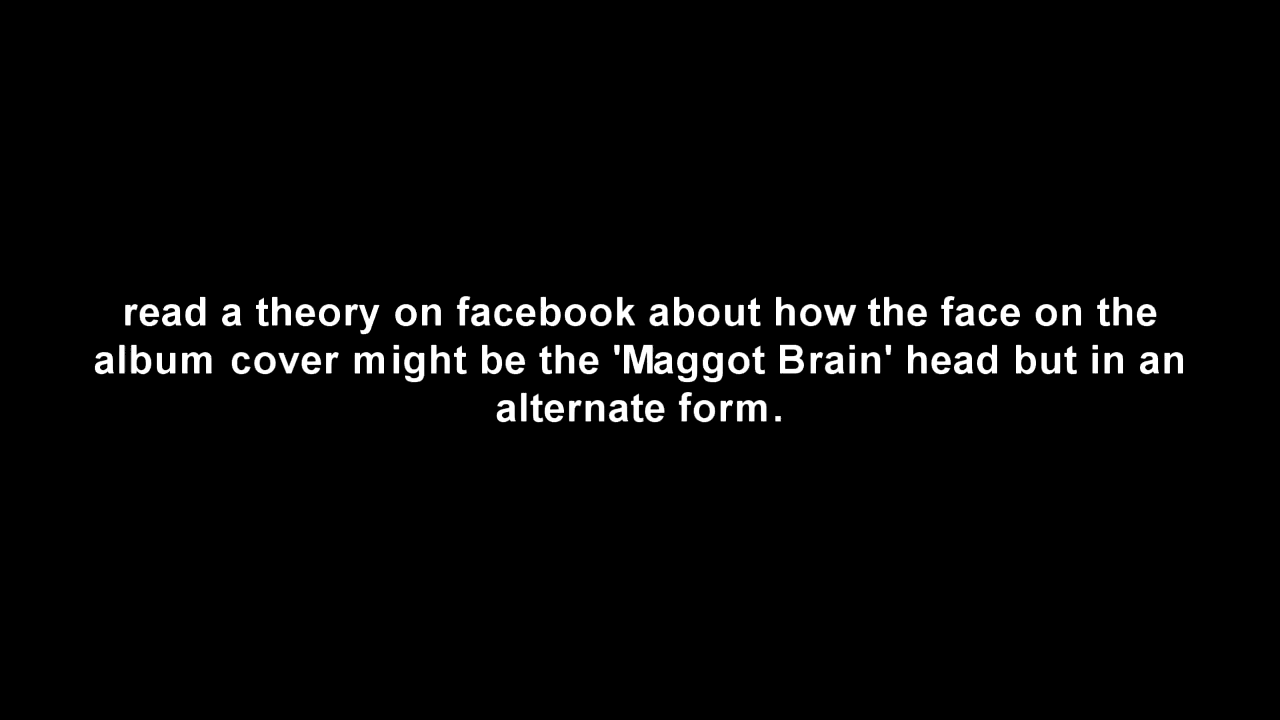 read a theory on facebook about how the face on the
album cover might be the 'Maggot Brain' head but in an
alternate form.